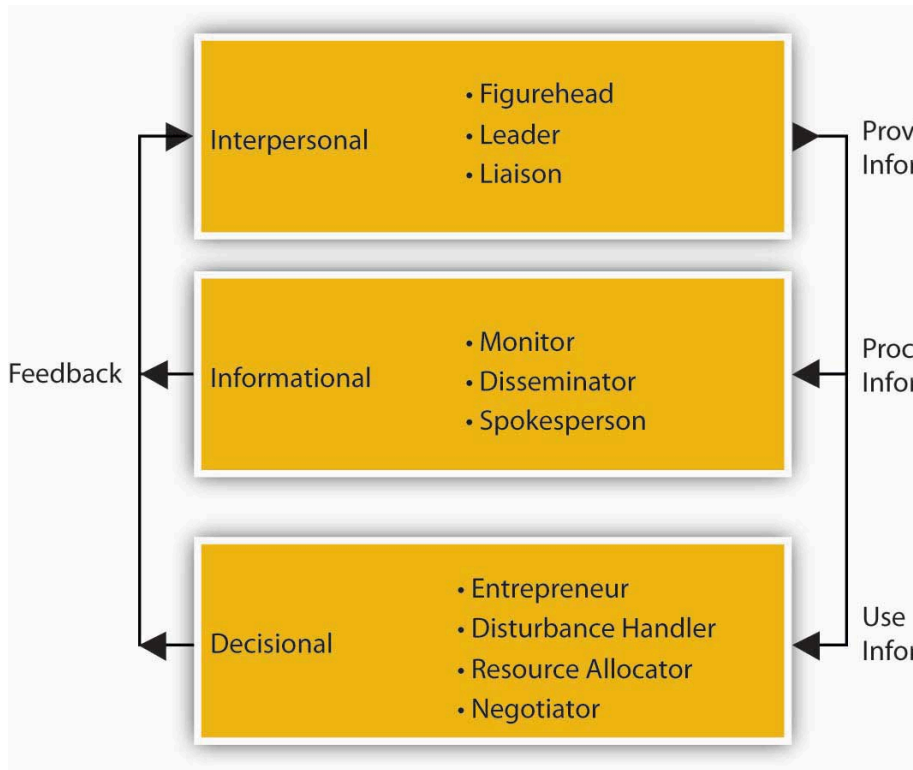 • Figurehead
Interpersonal
• Leader
• Liaison
Prov
Infor
Feedback
Informational
• Monitor
• Disseminator
• Spokesperson
Proc
Infor
Decisional
• Entrepreneur
• Disturbance Handler
• Resource Allocator
• Negotiator
Use
Infor